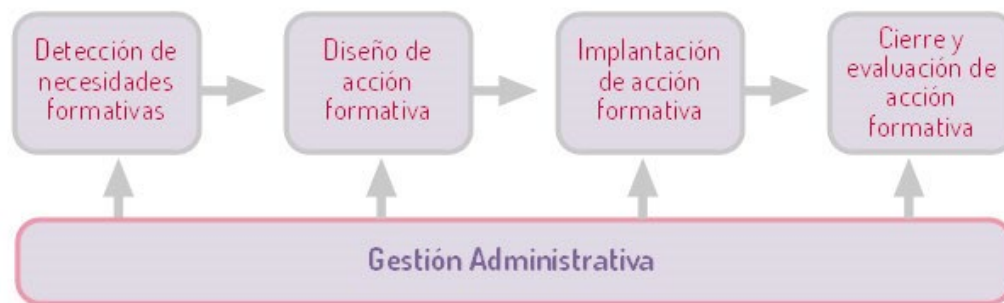 Detección de
necesidades
formativas
Diseño de
acción
formativa
Implantación
de acción
formativa
Cierre y
evaluación de
acción
formativa
Gestión Administrativa